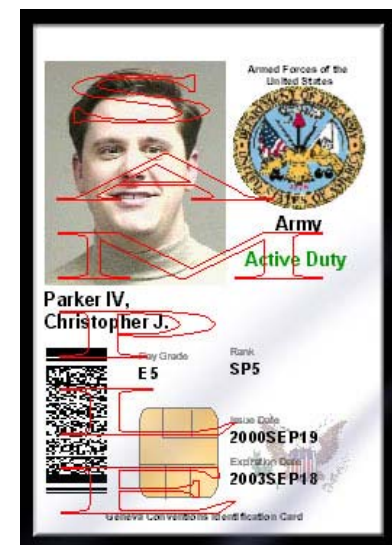 Armed Forces of the
United States
Army
Active Duty
Parker IV,
Christopher J.
Pay Grade
Rank
E5
SP5
Issue Date
2000SEP19
Expiration Date
2003SEP18
Geneva Conventions Identification Card
SAMPLE